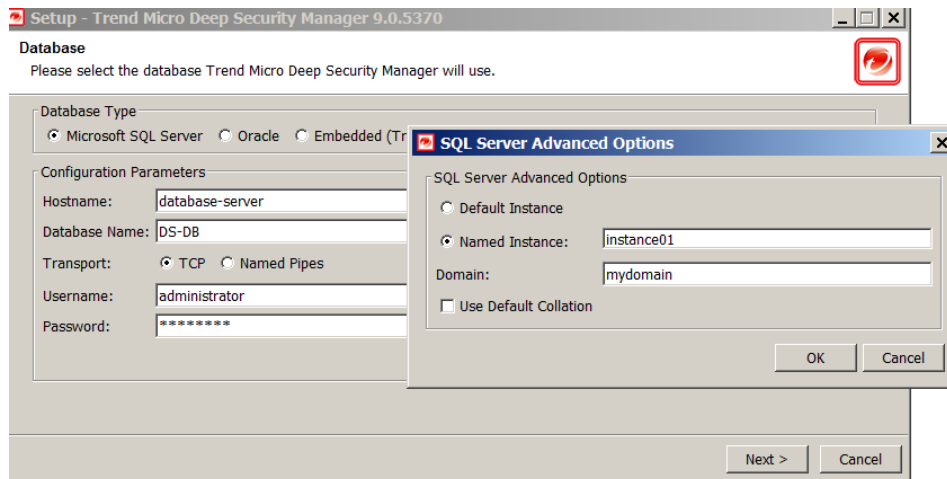 Setup - Trend Micro Deep Security Manager 9.0.5370
Database
Please select the database Trend Micro Deep Security Manager will use.
Database Type
Microsoft SQL Server Oracle Embedded (Tr
Configuration Parameters
Hostname: database-server
Database Name: DS-DB
Transport: TCP Named Pipes
Username: administrator
Password: ********
SQL Server Advanced Options
SQL Server Advanced Options
Default Instance
Named Instance: instance01
Domain: mydomain
Use Default Collation
OK Cancel
Next > Cancel